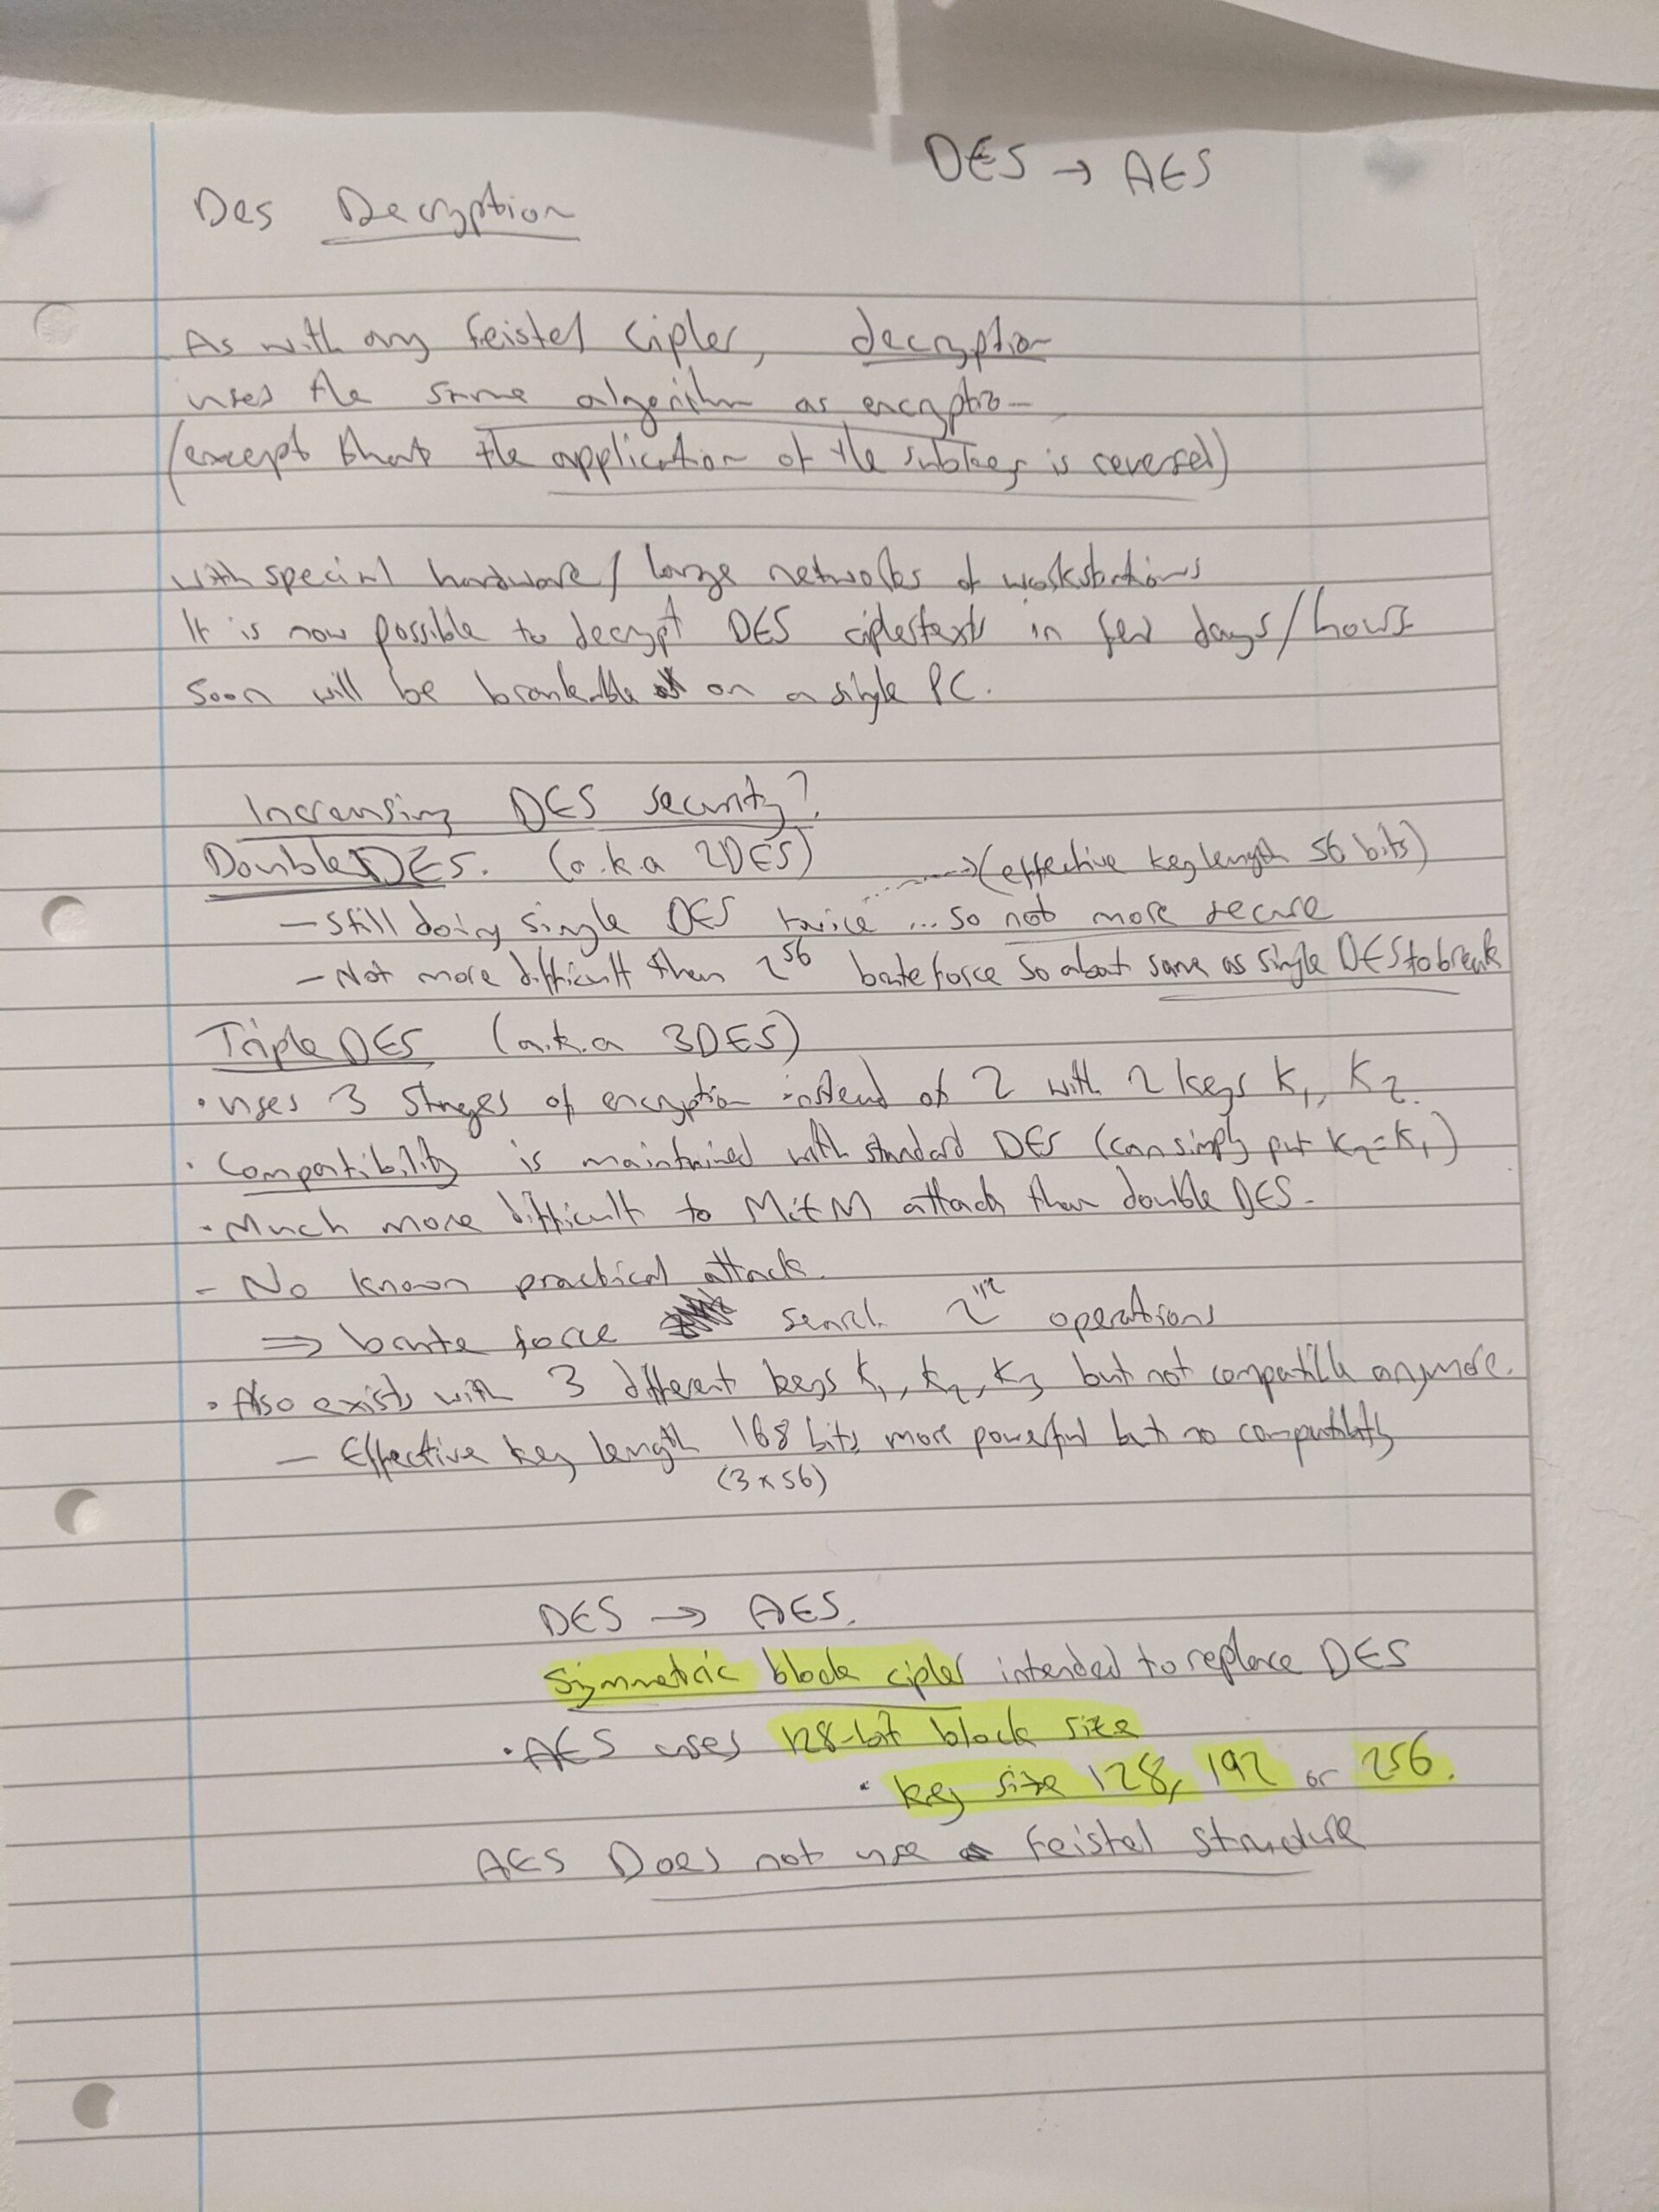 DES → AES
Des Decryption
As with any feistel cipher, decryption
uses the same algorithm as encryption
(except that the application of the subkeys is reversed)
with special hardware / large networks of workstations
It is now possible to decrypt DES ciphertexts in few days/hours
soon will be breakable on a single PC.
Increasing DES security?
Double DES. (a.k.a 2DES)
→ (effective key length 56 bits)
- Still doing single DES twice ... so not more secure
- Not more difficult than 2^56 brute force so about same as single DES to break
Triple DES (a.k.a 3DES)
· uses 3 stages of encryption instead of 2 with 2 keys K1, K2.
· Compatibility is maintained with standard DES (can simply put K2=K1)
· Much more difficult to MitM attack than double DES.
- No known practical attack.
⇒ brute force search 2^112 operations
· Also exists with 3 different keys K1, K2, K3 but not compatible anymore.
- Effective key length 168 bits more powerful but no compatibility
(3 x 56)
DES → AES.
Symmetric block cipher intended to replace DES
· AES uses 128-bit block size
· key size 128, 192 or 256.
AES Does not use a feistel structure